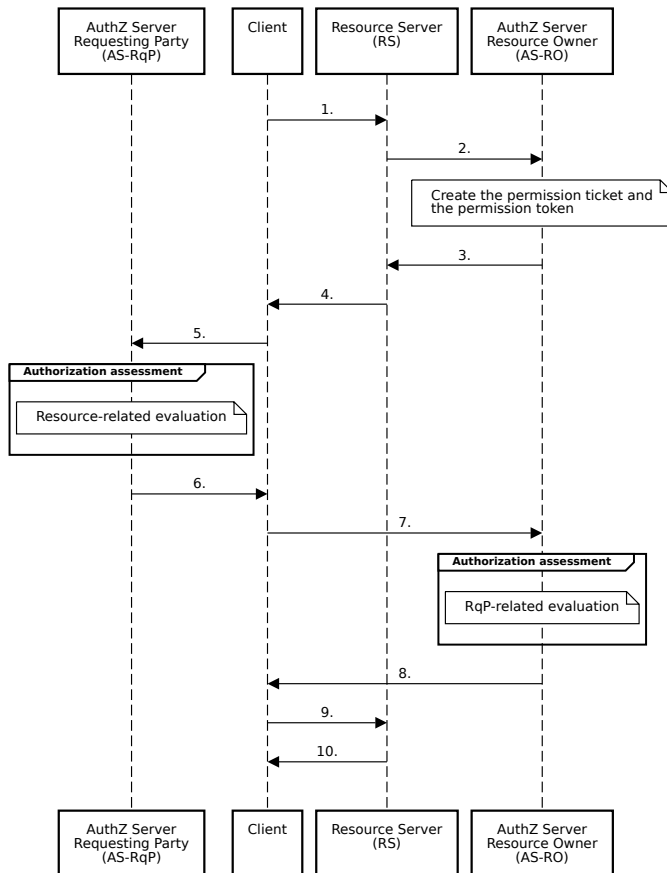 AuthZ Server
Requesting Party
(AS-RqP)
Client
Resource Server
(RS)
AuthZ Server
Resource Owner
(AS-RO)
1.
2.
Create the permission ticket and
the permission token
3.
4.
5.
Authorization assessment
Resource-related evaluation
6.
7.
Authorization assessment
RqP-related evaluation
8.
9.
10.
AuthZ Server
Requesting Party
(AS-RqP)
Client
Resource Server
(RS)
AuthZ Server
Resource Owner
(AS-RO)